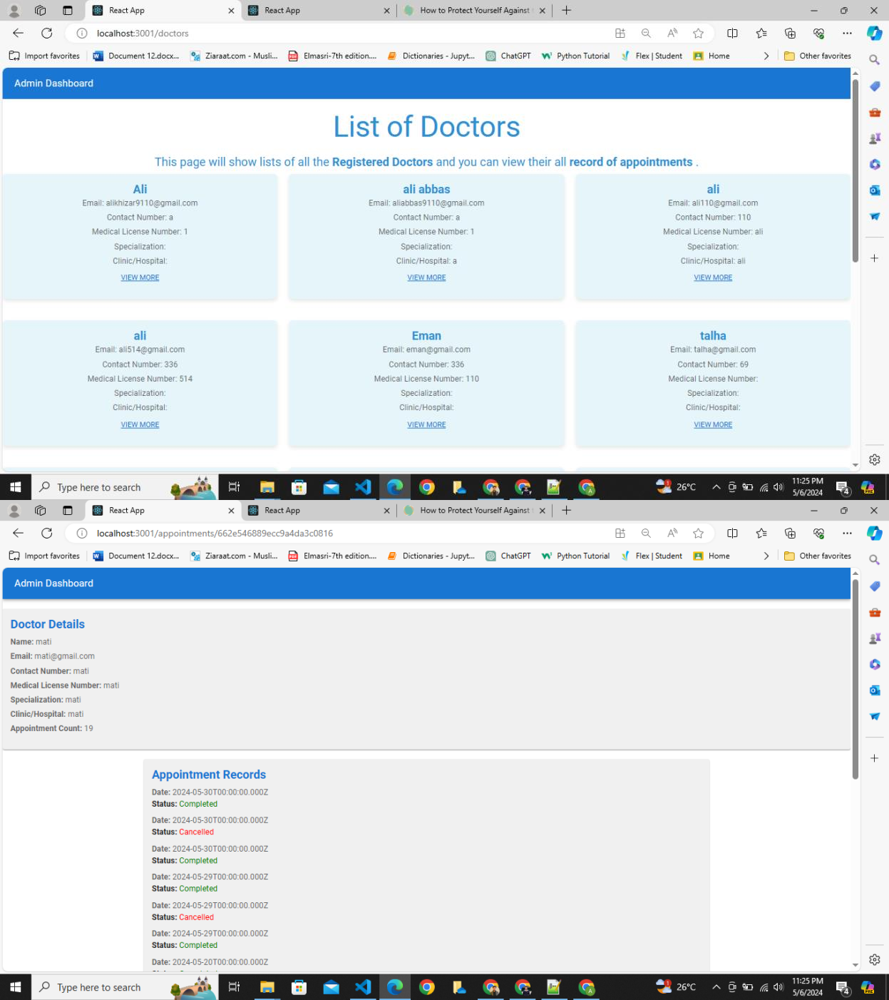 React App
React App
How to Protect Yourself Against
localhost:3001/doctors
Import favorites
Document 12.docx...
Ziaraat.com - Musli...
Elmasri-7th edition....
Dictionaries - Jupyt...
ChatGPT
Python Tutorial
Flex | Student
Home
Other favorites
Admin Dashboard
List of Doctors
This page will show lists of all the Registered Doctors and you can view their all record of appointments .
Ali
Email: alikhizar9110@gmail.com
Contact Number: a
Medical License Number: 1
Specialization:
Clinic/Hospital:
VIEW MORE
ali abbas
Email: aliabbas9110@gmail.com
Contact Number: a
Medical License Number: 1
Specialization:
Clinic/Hospital: a
VIEW MORE
ali
Email: ali110@gmail.com
Contact Number: 110
Medical License Number: ali
Specialization:
Clinic/Hospital: ali
VIEW MORE
ali
Email: ali514@gmail.com
Contact Number: 336
Medical License Number: 514
Specialization:
Clinic/Hospital:
VIEW MORE
Eman
Email: eman@gmail.com
Contact Number: 336
Medical License Number: 110
Specialization:
Clinic/Hospital:
VIEW MORE
talha
Email: talha@gmail.com
Contact Number: 69
Medical License Number:
Specialization:
Clinic/Hospital:
VIEW MORE
Type here to search
26°C
11:25 PM
5/6/2024
4
React App
React App
How to Protect Yourself Against
localhost:3001/appointments/662e546889ecc9a4da3c0816
Import favorites
Document 12.docx...
Ziaraat.com - Musli...
Elmasri-7th edition....
Dictionaries - Jupyt...
ChatGPT
Python Tutorial
Flex | Student
Home
Other favorites
Admin Dashboard
Doctor Details
Name: mati
Email: mati@gmail.com
Contact Number: mati
Medical License Number: mati
Specialization: mati
Clinic/Hospital: mati
Appointment Count: 19
Appointment Records
Date: 2024-05-30T00:00:00.000Z
Status: Completed
Date: 2024-05-30T00:00:00.000Z
Status: Cancelled
Date: 2024-05-30T00:00:00.000Z
Status: Completed
Date: 2024-05-29T00:00:00.000Z
Status: Completed
Date: 2024-05-29T00:00:00.000Z
Status: Cancelled
Date: 2024-05-29T00:00:00.000Z
Status: Completed
Date: 2024-05-20T00:00:00.000Z
Type here to search
26°C
11:25 PM
5/6/2024
4